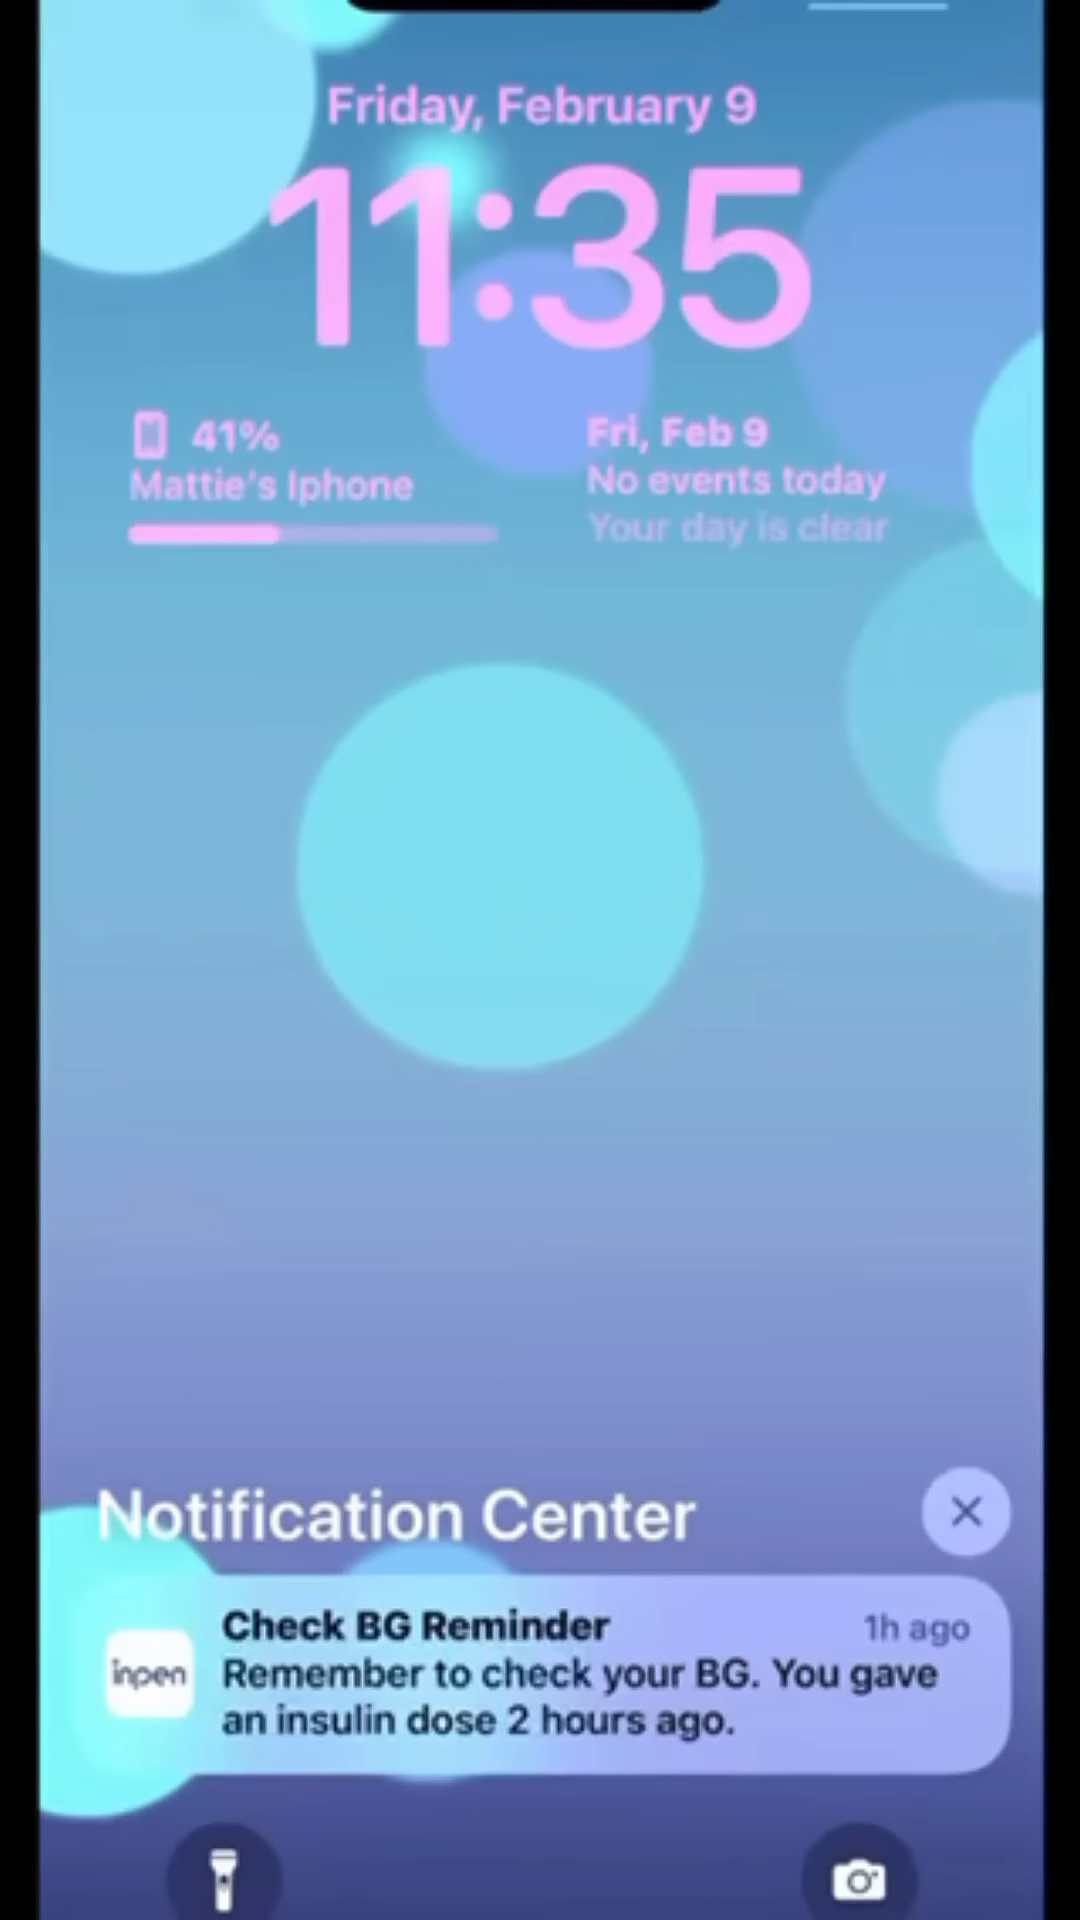 Friday, February 9
11:35
41%
Mattie's Iphone
Fri, Feb 9
No events today
Your day is clear
Notification Center
Check BG Reminder
1h ago
inpen
Remember to check your BG. You gave
an insulin dose 2 hours ago.